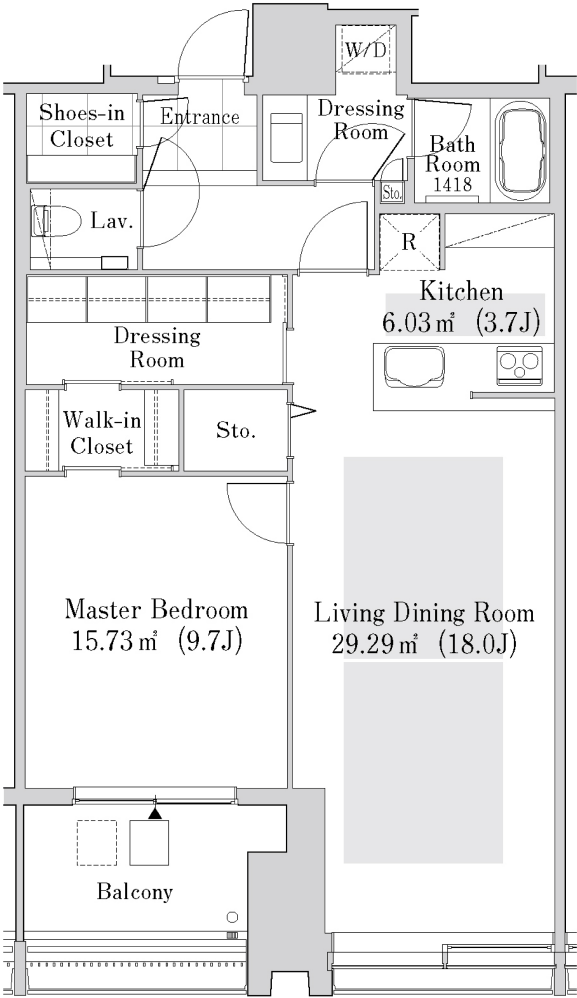 W/D
Shoes-in
Closet
Entrance
Dressing
Room
Bath
Room
1418
Sto.
Lav.
R
Kitchen
6.03㎡ (3.7J)
Dressing
Room
Walk-in
Closet
Sto.
Master Bedroom
15.73㎡ (9.7J)
Living Dining Room
29.29㎡ (18.0J)
Balcony